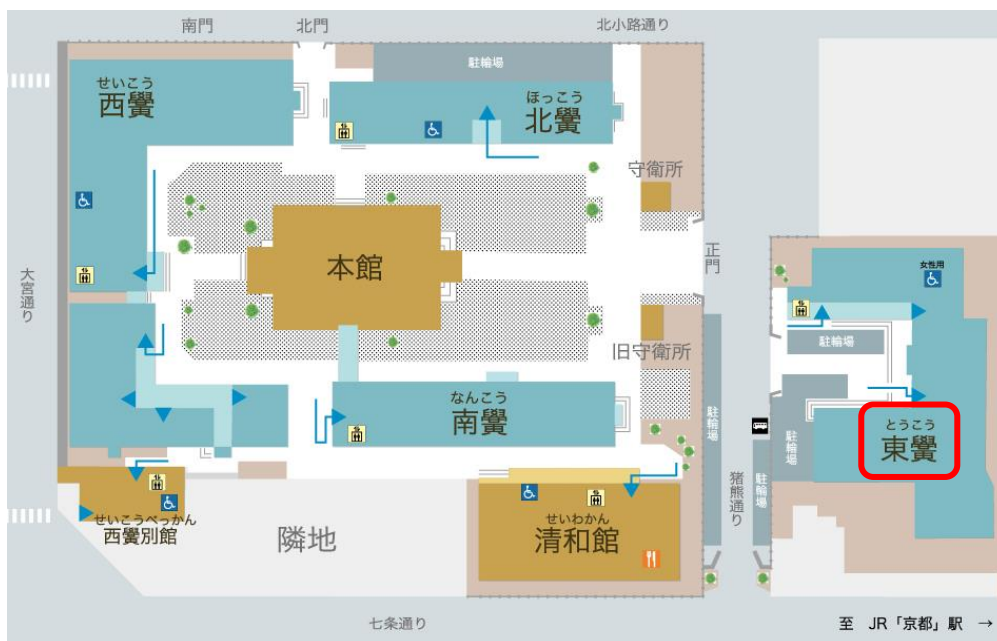 南門
北門
北小路通り
駐輪場
せいこう
西黌
ほっこう
北黌
守衛所
本館
正門
大宮通り
女性用
旧守衛所
駐輪場
なんこう
南黌
駐輪場
とうこう
東黌
駐輪場
駐輪場
猪熊通り
せいこうべっかん
西黌別館
隣地
せいわかん
清和館
七条通り
至 JR「京都」駅 →